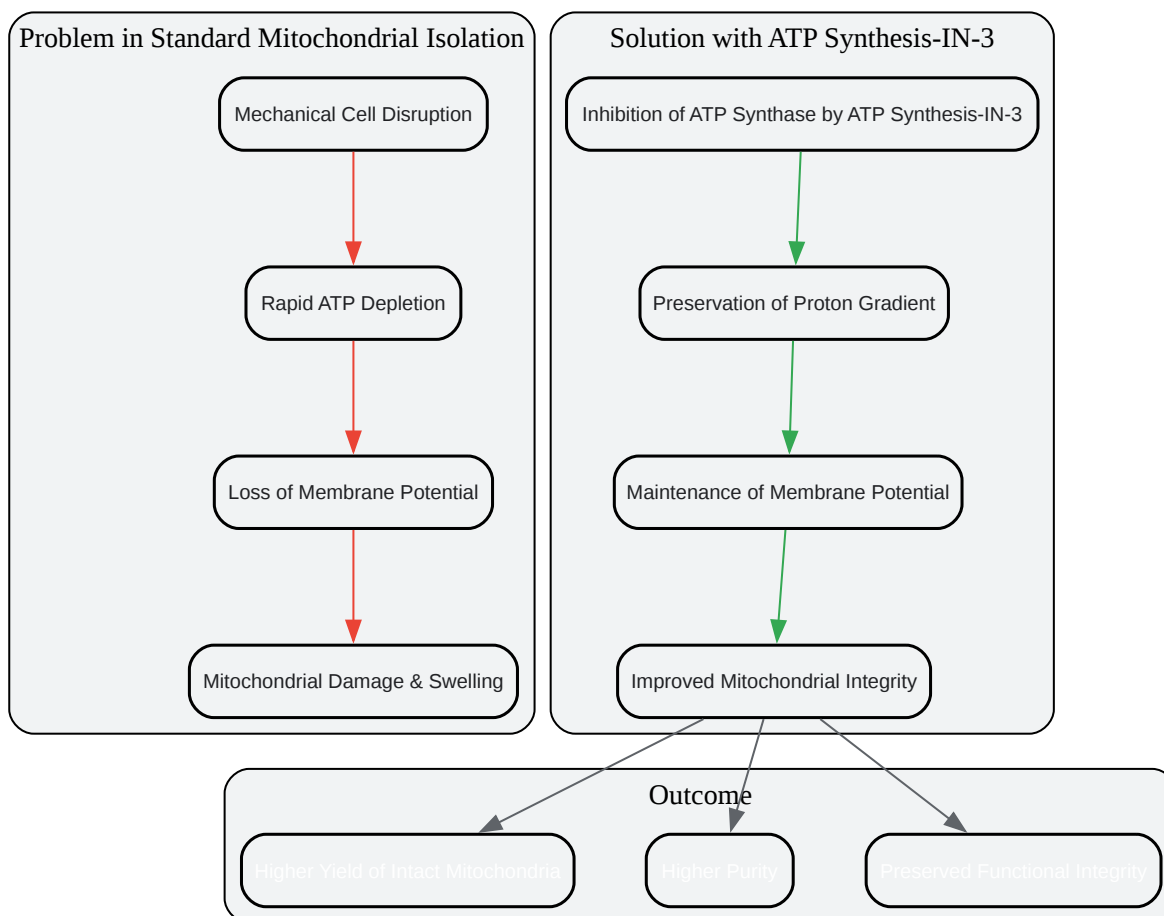 Problem in Standard Mitochondrial Isolation
Mechanical Cell Disruption
Rapid ATP Depletion
Loss of Membrane Potential
Mitochondrial Damage & Swelling
Solution with ATP Synthesis-IN-3
Inhibition of ATP Synthase by ATP Synthesis-IN-3
Preservation of Proton Gradient
Maintenance of Membrane Potential
Improved Mitochondrial Integrity
Outcome
Higher Yield of Intact Mitochondria
Higher Purity
Preserved Functional Integrity